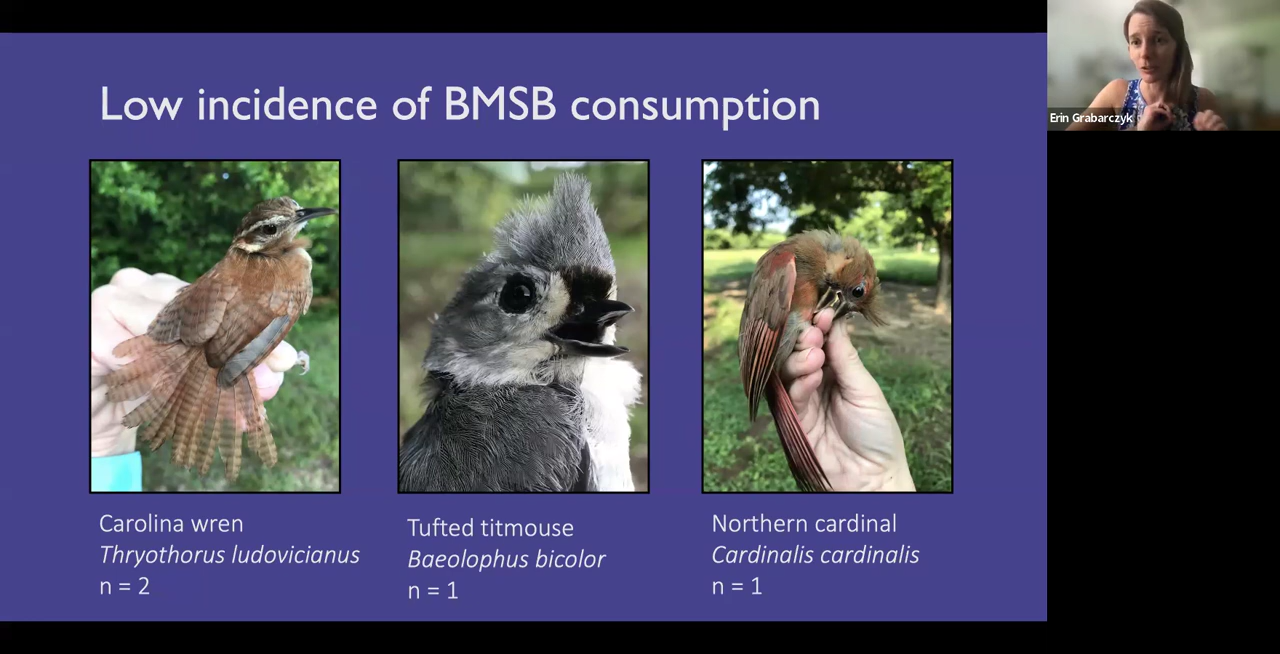 Low incidence of BMSB consumption
Erin Grabarczyk
Carolina wren
Thryothorus ludovicianus
n = 2
Tufted titmouse
Baeolophus bicolor
n = 1
Northern cardinal
Cardinalis cardinalis
n = 1